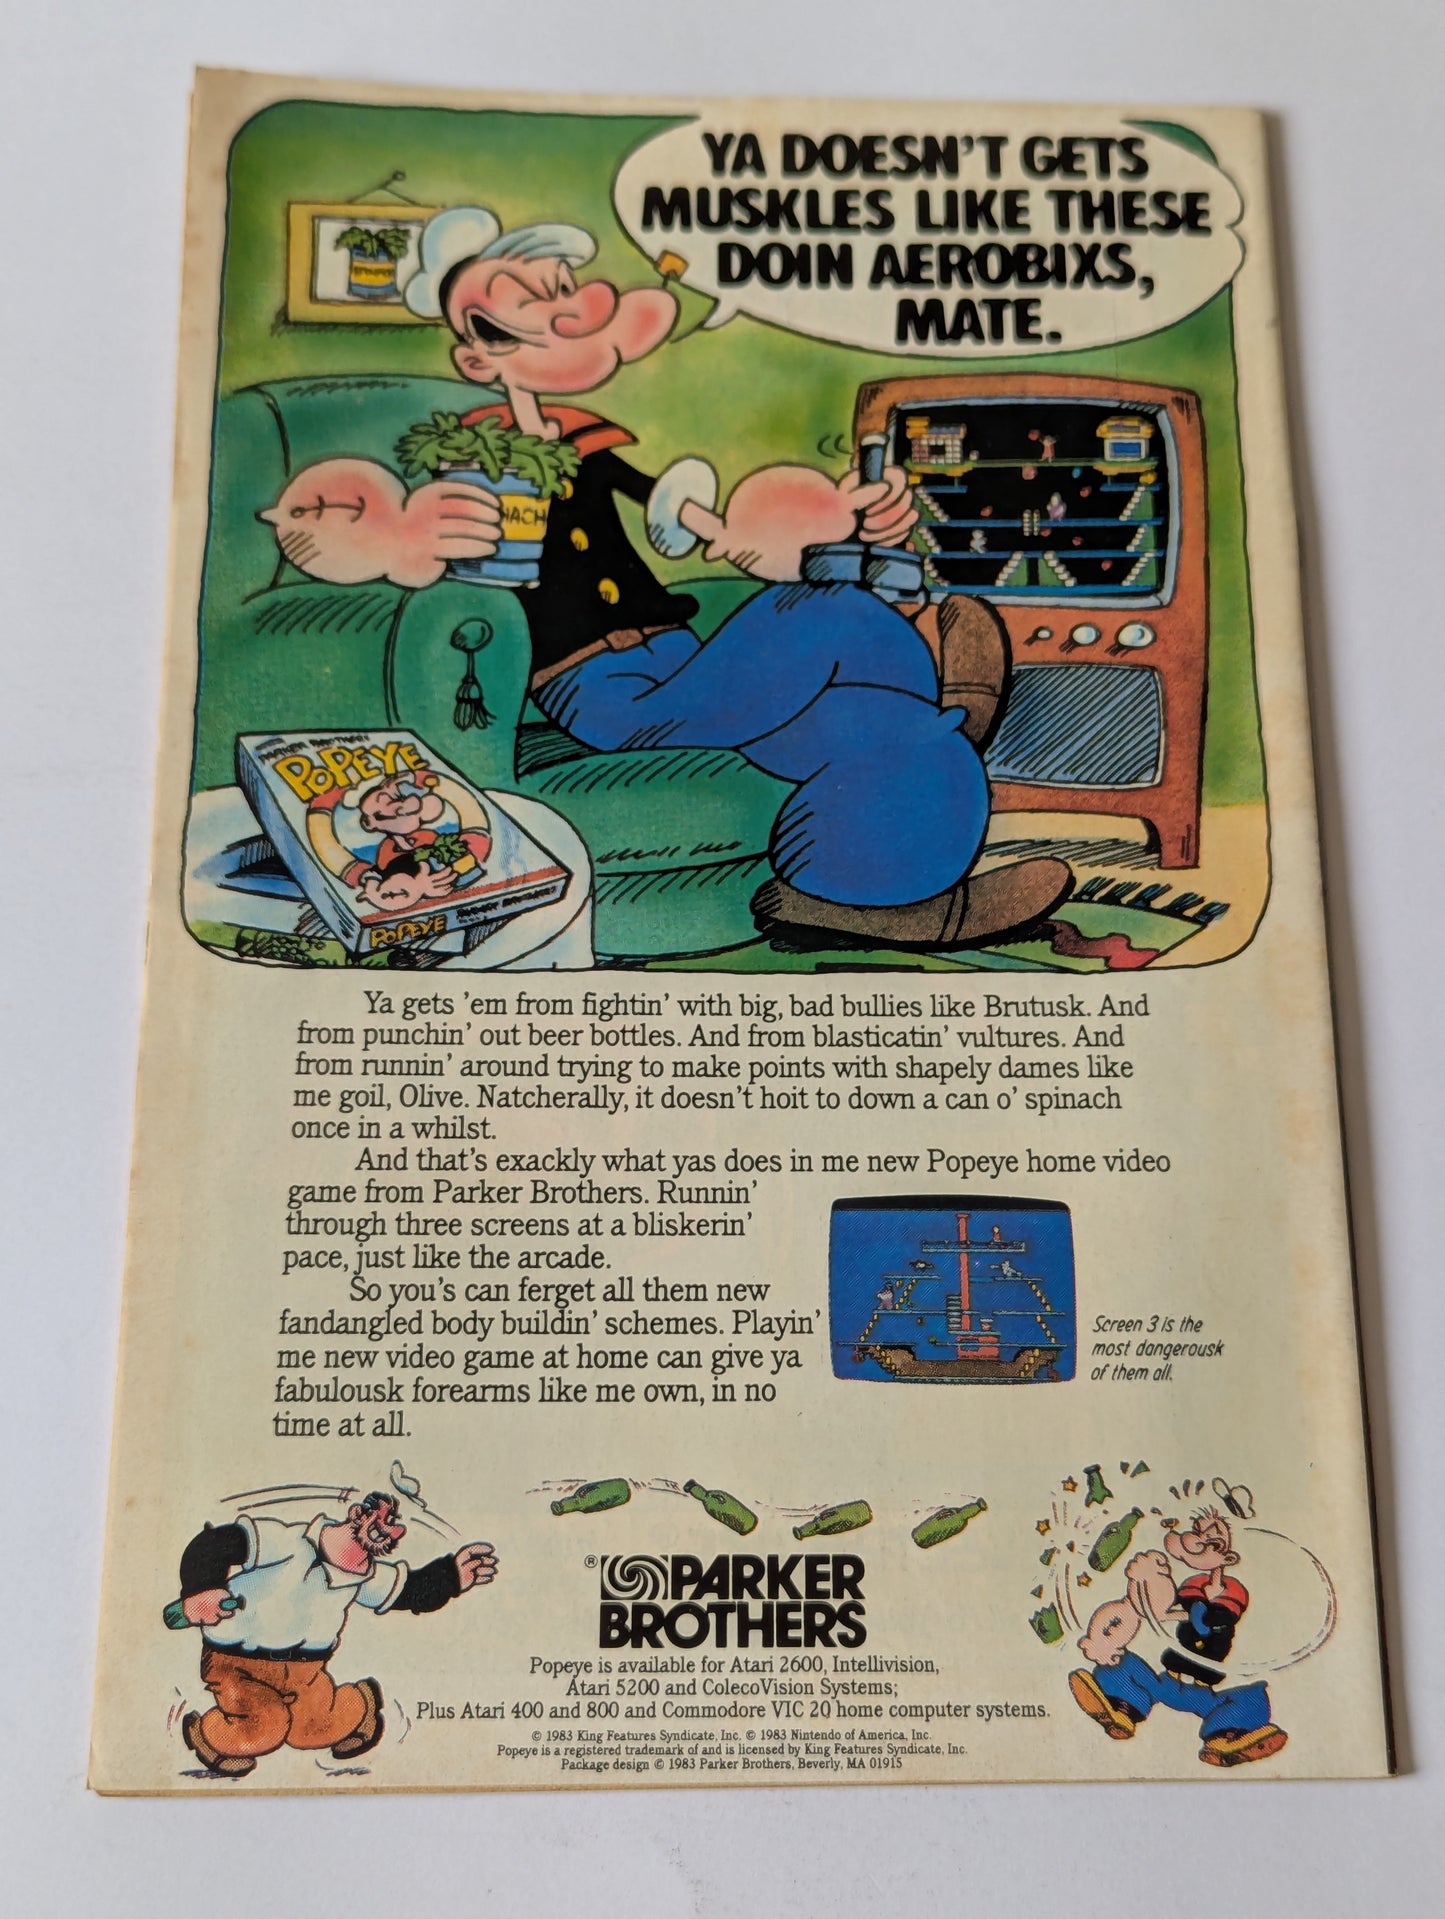 YA DOESN'T GETS
MUSKLES LIKE THESE
DOIN AEROBIXS,
MATE.
NACH
PARKER BROTHERS
POPEYE
POPEYE PARKER BROTHERS
Ya gets 'em from fightin' with big, bad bullies like Brutusk. And
from punchin' out beer bottles. And from blasticatin' vultures. And
from runnin' around trying to make points with shapely dames like
me goil, Olive. Natcherally, it doesn't hoit to down a can o' spinach
once in a whilst.
And that's exackly what yas does in me new Popeye home video
game from Parker Brothers. Runnin'
through three screens at a bliskerin'
pace, just like the arcade.
So you's can ferget all them new
fandangled body buildin' schemes. Playin'
me new video game at home can give ya
fabulousk forearms like me own, in no
time at all.
Screen 3 is the
most dangerousk
of them all.
® PARKER
BROTHERS
Popeye is available for Atari 2600, Intellivision,
Atari 5200 and ColecoVision Systems;
Plus Atari 400 and 800 and Commodore VIC 20 home computer systems.
© 1983 King Features Syndicate, Inc. © 1983 Nintendo of America, Inc.
Popeye is a registered trademark of and is licensed by King Features Syndicate, Inc.
Package design © 1983 Parker Brothers, Beverly, MA 01915